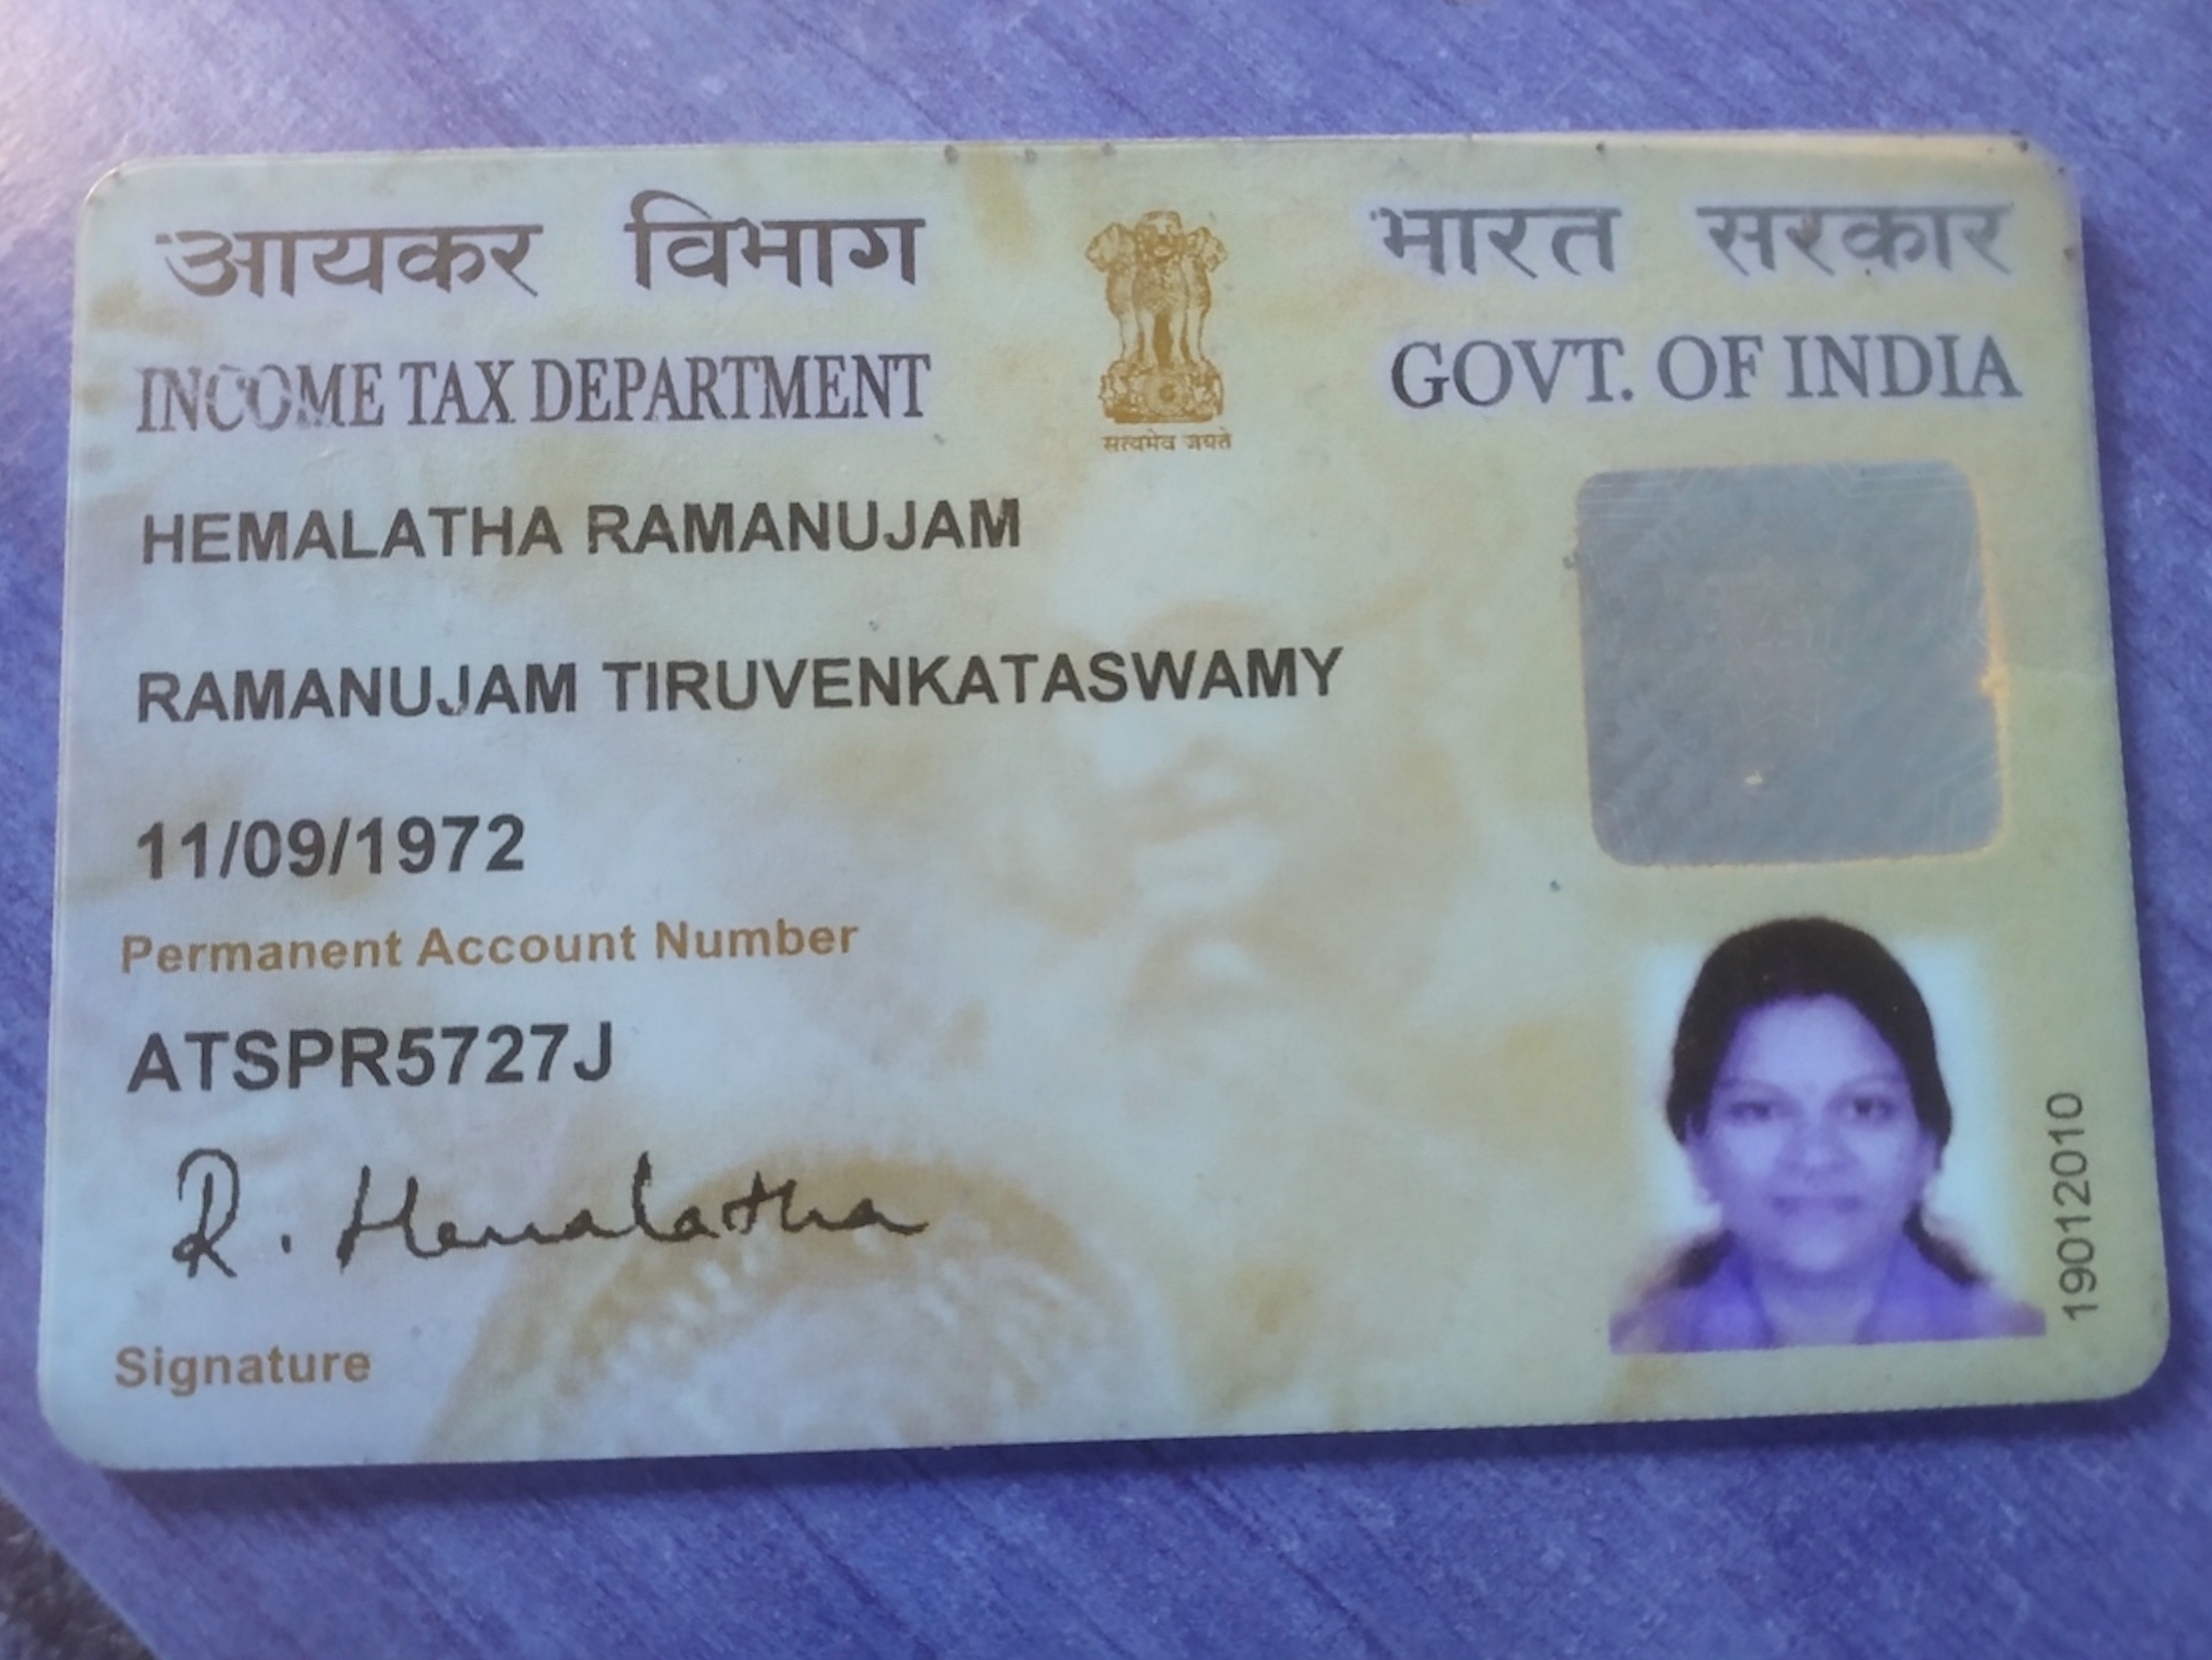 आयकर विभाग
INCOME TAX DEPARTMENT
सत्यमेव जयते
भारत सरकार
GOVT. OF INDIA
HEMALATHA RAMANUJAM
RAMANUJAM TIRUVENKATASWAMY
11/09/1972
Permanent Account Number
ATSPR5727J
R. Hemalatha
Signature
19012010